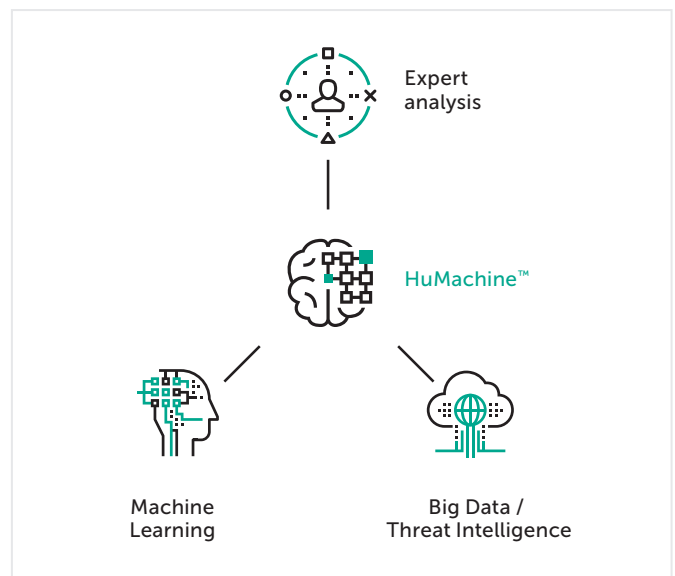 Expert
analysis
HuMachine™
Machine
Learning
Big Data /
Threat Intelligence